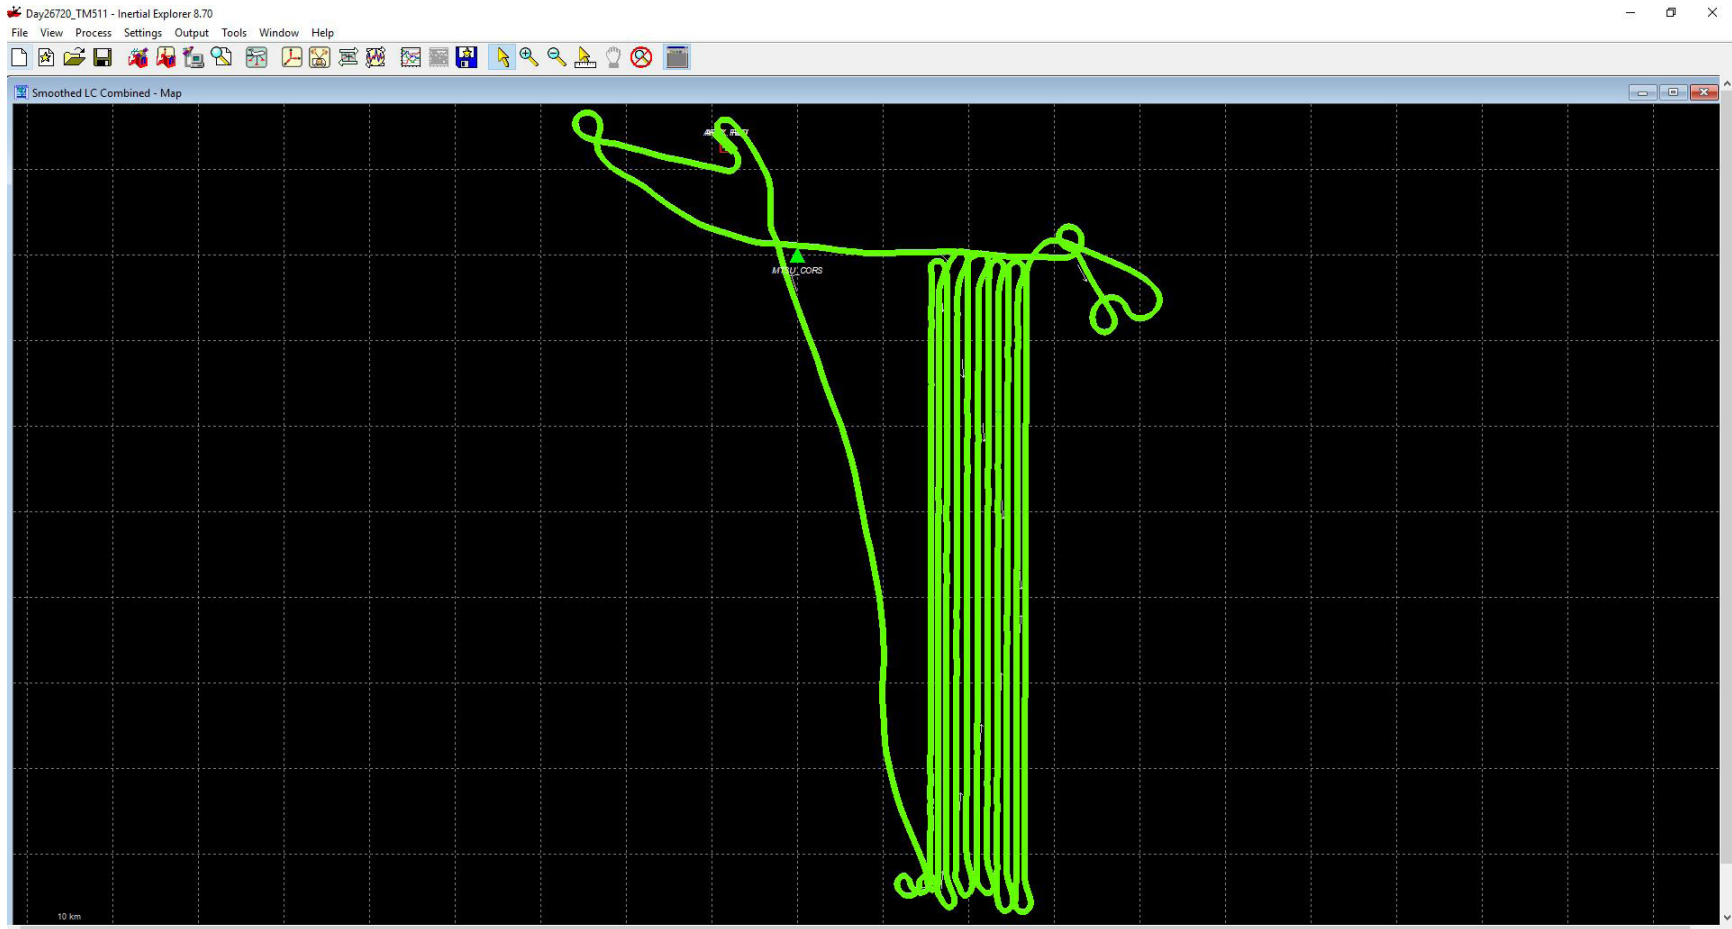 Day26720_TM511 - Inertial Explorer 8.70
File View Process Settings Output Tools Window Help
Smoothed LC Combined - Map
10 km